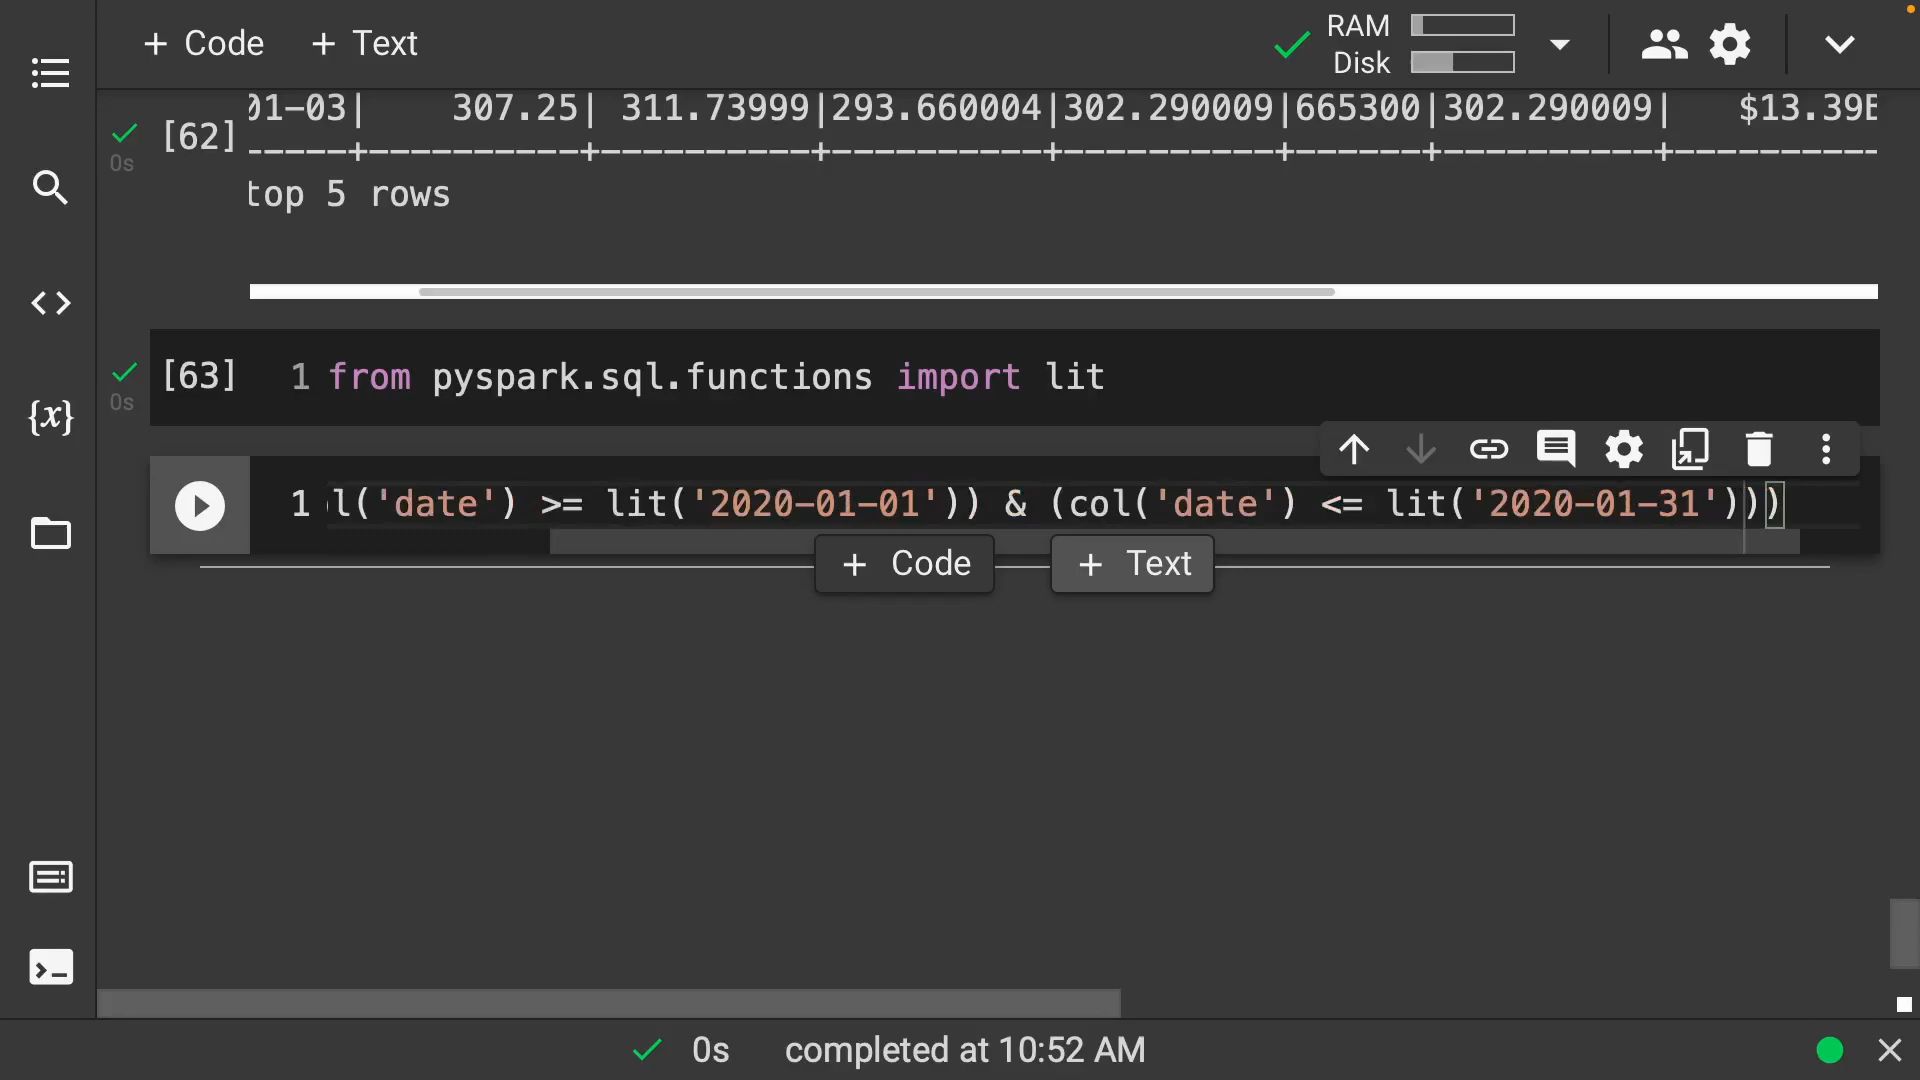 + Code + Text
RAM
Disk
01-03| 307.25| 311.73999|293.660004|302.290009|665300|302.290009| $13.39B
[62]
0s
-----+----------+----------+----------+----------+------+----------+----------
top 5 rows
[63] 1 from pyspark.sql.functions import lit
0s
{x}
1 l('date') >= lit('2020-01-01')) & (col('date') <= lit('2020-01-31')))
+ Code + Text
0s completed at 10:52 AM